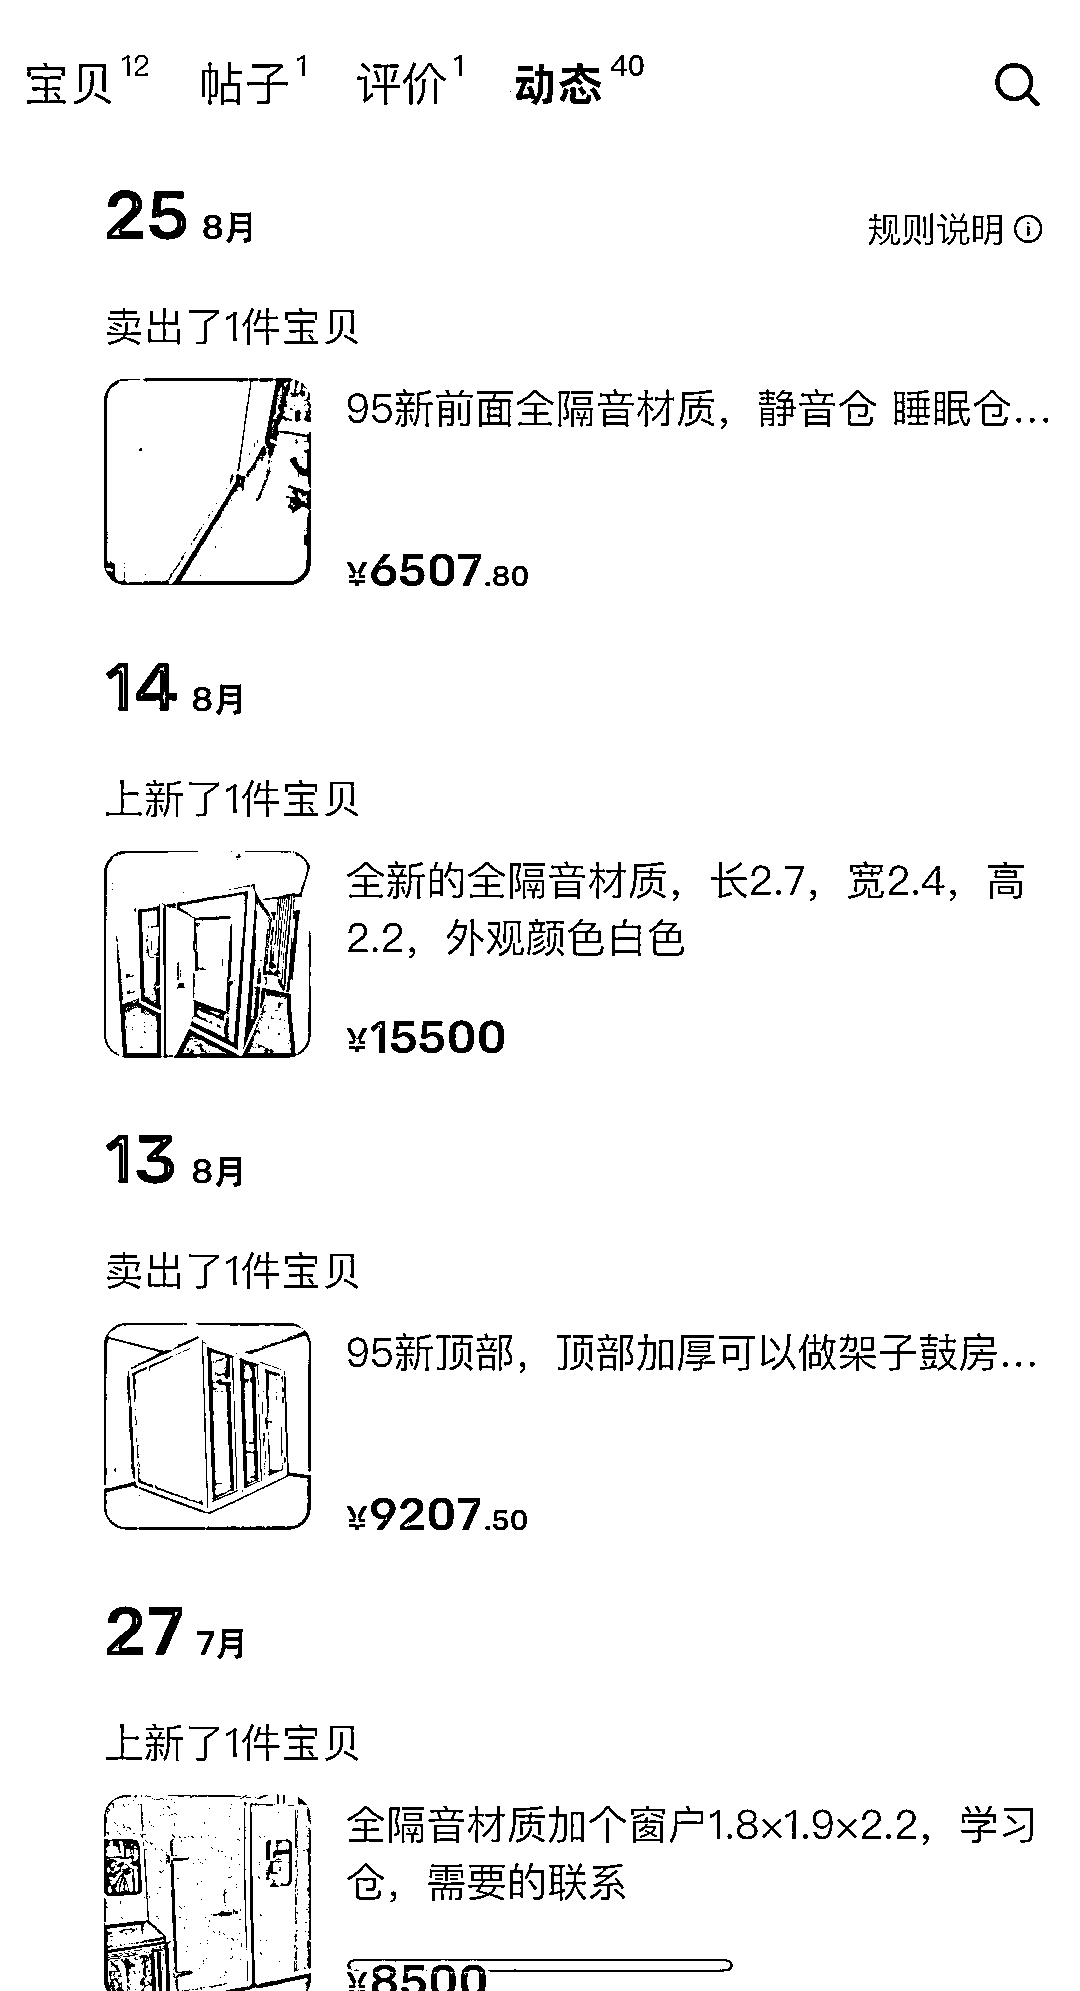 宝贝12 帖子1 评价1 动态40
25 8月 规则说明
卖出了1件宝贝
95新前面全隔音材质，静音仓 睡眠仓...
¥6507.80
14 8月
上新了1件宝贝
全新的全隔音材质，长2.7，宽2.4，高
2.2，外观颜色白色
¥15500
13 8月
卖出了1件宝贝
95新顶部，顶部加厚可以做架子鼓房...
¥9207.50
27 7月
上新了1件宝贝
全隔音材质加个窗户1.8×1.9×2.2，学习
仓，需要的联系
¥8500